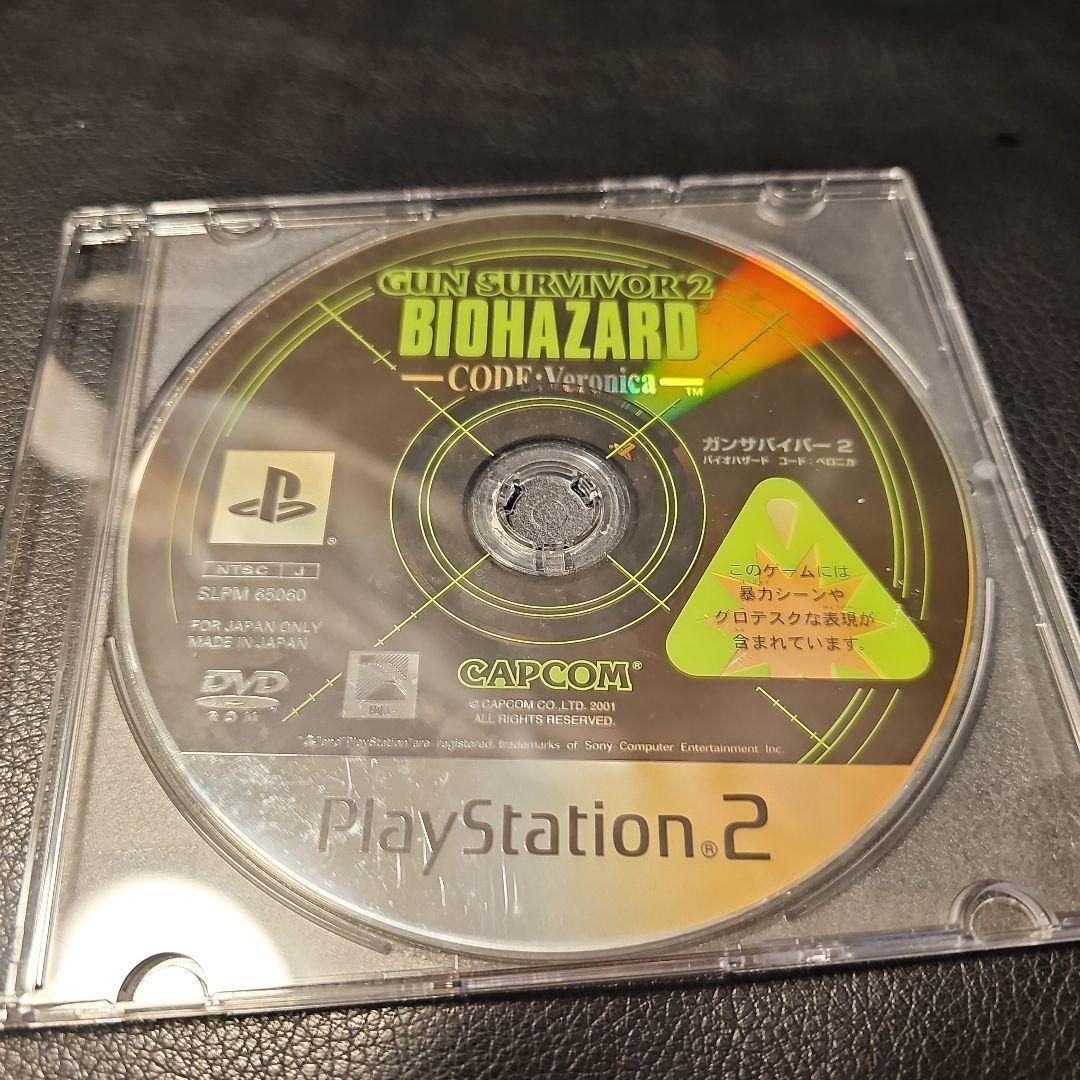 GUN SURVIVOR 2
BIOHAZARD™
CODE:Veronica
TM
ガンサバイバー 2
バイオハザード コード:ベロニカ
®
NTSC J
SLPM 65060
FOR JAPAN ONLY
MADE IN JAPAN
DVD
ROM
このゲームには
暴力シーンや
グロテスクな表現が
含まれています。
CAPCOM®
© CAPCOM CO., LTD. 2001
ALL RIGHTS RESERVED.
" " and "PlayStation" are registered trademarks of Sony Computer Entertainment Inc.
PlayStation®2